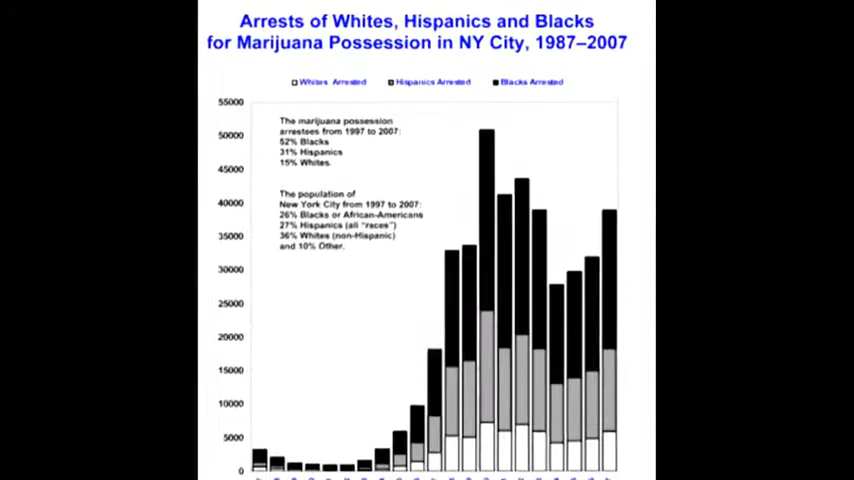 Arrests of Whites, Hispanics and Blacks
for Marijuana Possession in NY City, 1987–2007
Whites Arrested Hispanics Arrested Blacks Arrested
55000
50000
45000
40000
35000
30000
25000
20000
15000
10000
5000
0
The marijuana possession
arrestees from 1997 to 2007:
52% Blacks
31% Hispanics
15% Whites.
The population of
New York City from 1997 to 2007:
26% Blacks or African-Americans
27% Hispanics (all "races")
36% Whites (non-Hispanic)
and 10% Other.